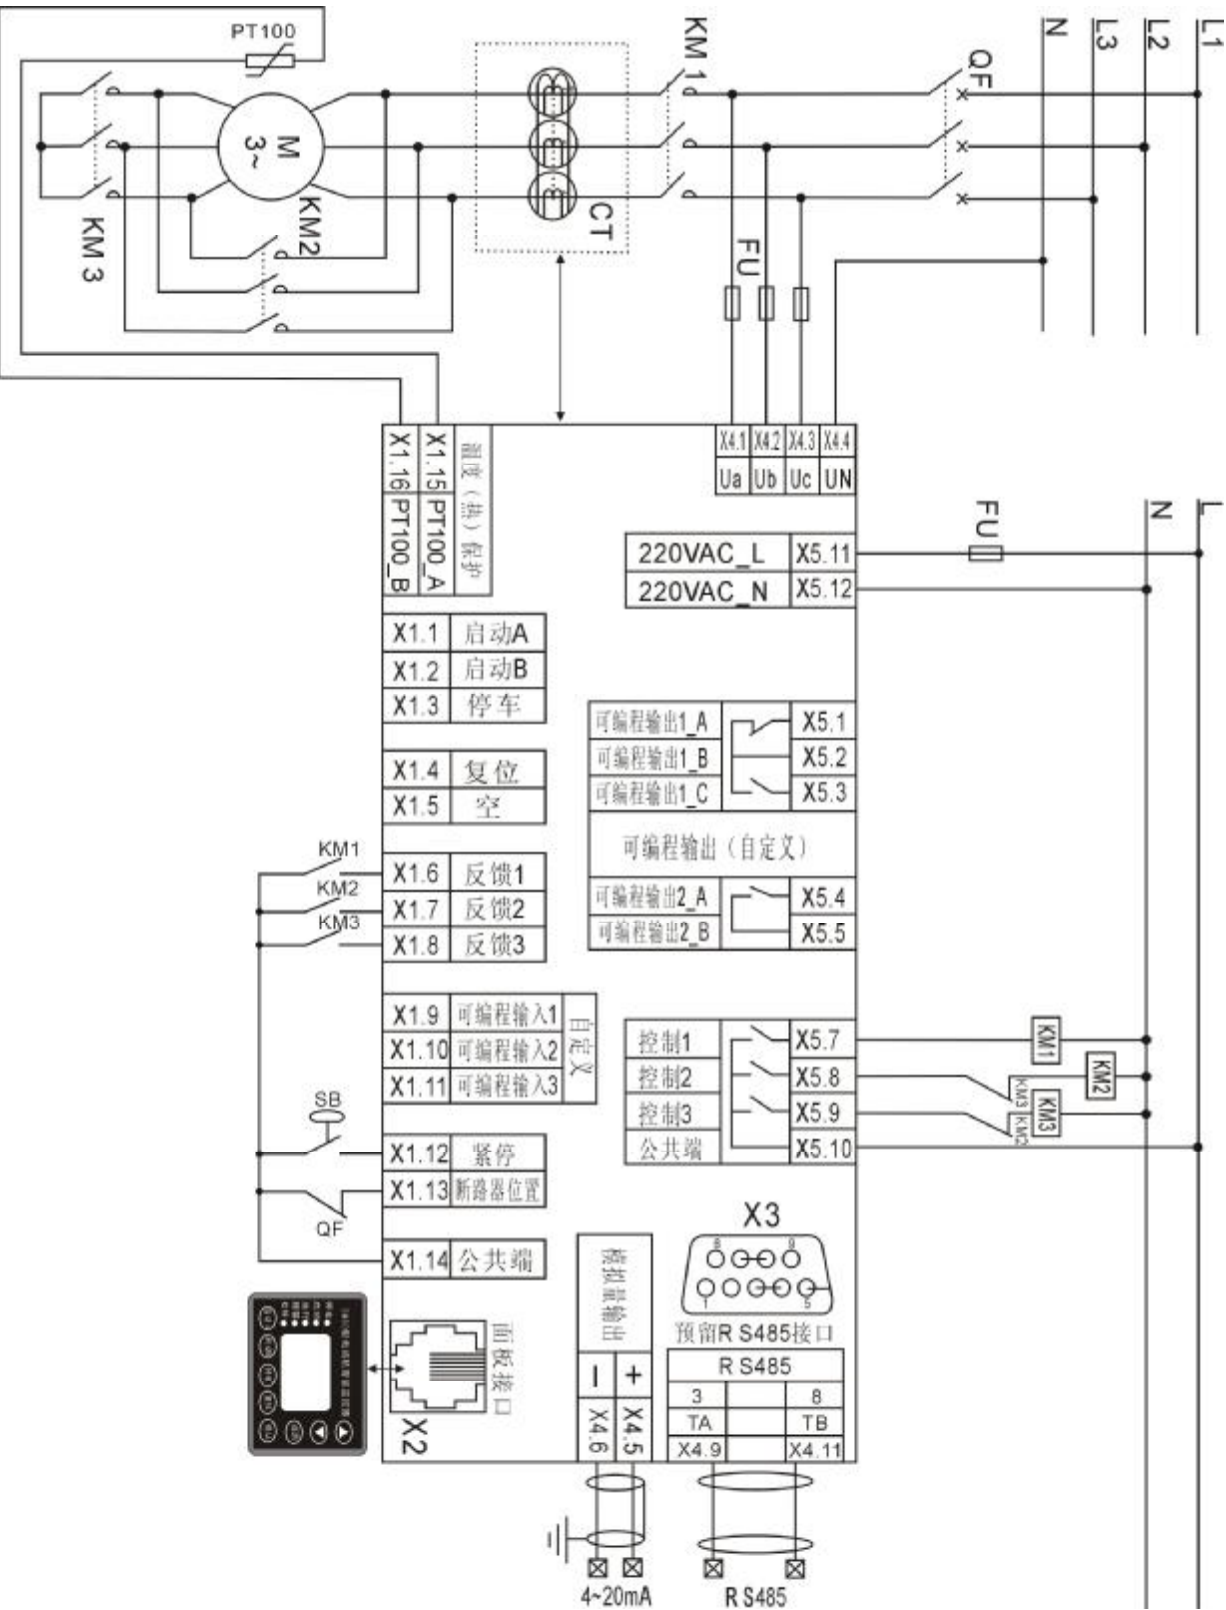 PT100
KM1
QF
N
L3
L2
L1
M
3~
KM2
KM3
CT
FU
X4.1
X4.2
X4.3
X4.4
Ua
Ub
Uc
UN
X1.16
PT100_B
X1.15
PT100_A
温度（热）保护
FU
N
L
220VAC_L
X5.11
220VAC_N
X5.12
X1.1 启动A
X1.2 启动B
X1.3 停车
X1.4 复位
X1.5 空
可编程输出1_A
X5.1
可编程输出1_B
X5.2
可编程输出1_C
X5.3
可编程输出（自定义）
可编程输出2_A
X5.4
可编程输出2_B
X5.5
KM1
X1.6 反馈1
KM2
X1.7 反馈2
KM3
X1.8 反馈3
X1.9 可编程输入1
X1.10 可编程输入2
X1.11 可编程输入3
自定义
控制1
X5.7
KM1
控制2
X5.8
KM3
KM2
控制3
X5.9
KM2
KM3
公共端
X5.10
SB
X1.12 紧停
X1.13 断路器位置
QF
X1.14 公共端
X3
6
9
1
5
预留RS485接口
RS485
3
8
TA
TB
X4.9
X4.11
模拟量输出
－
＋
X4.6
X4.5
面板接口
X2
4~20mA
RS485